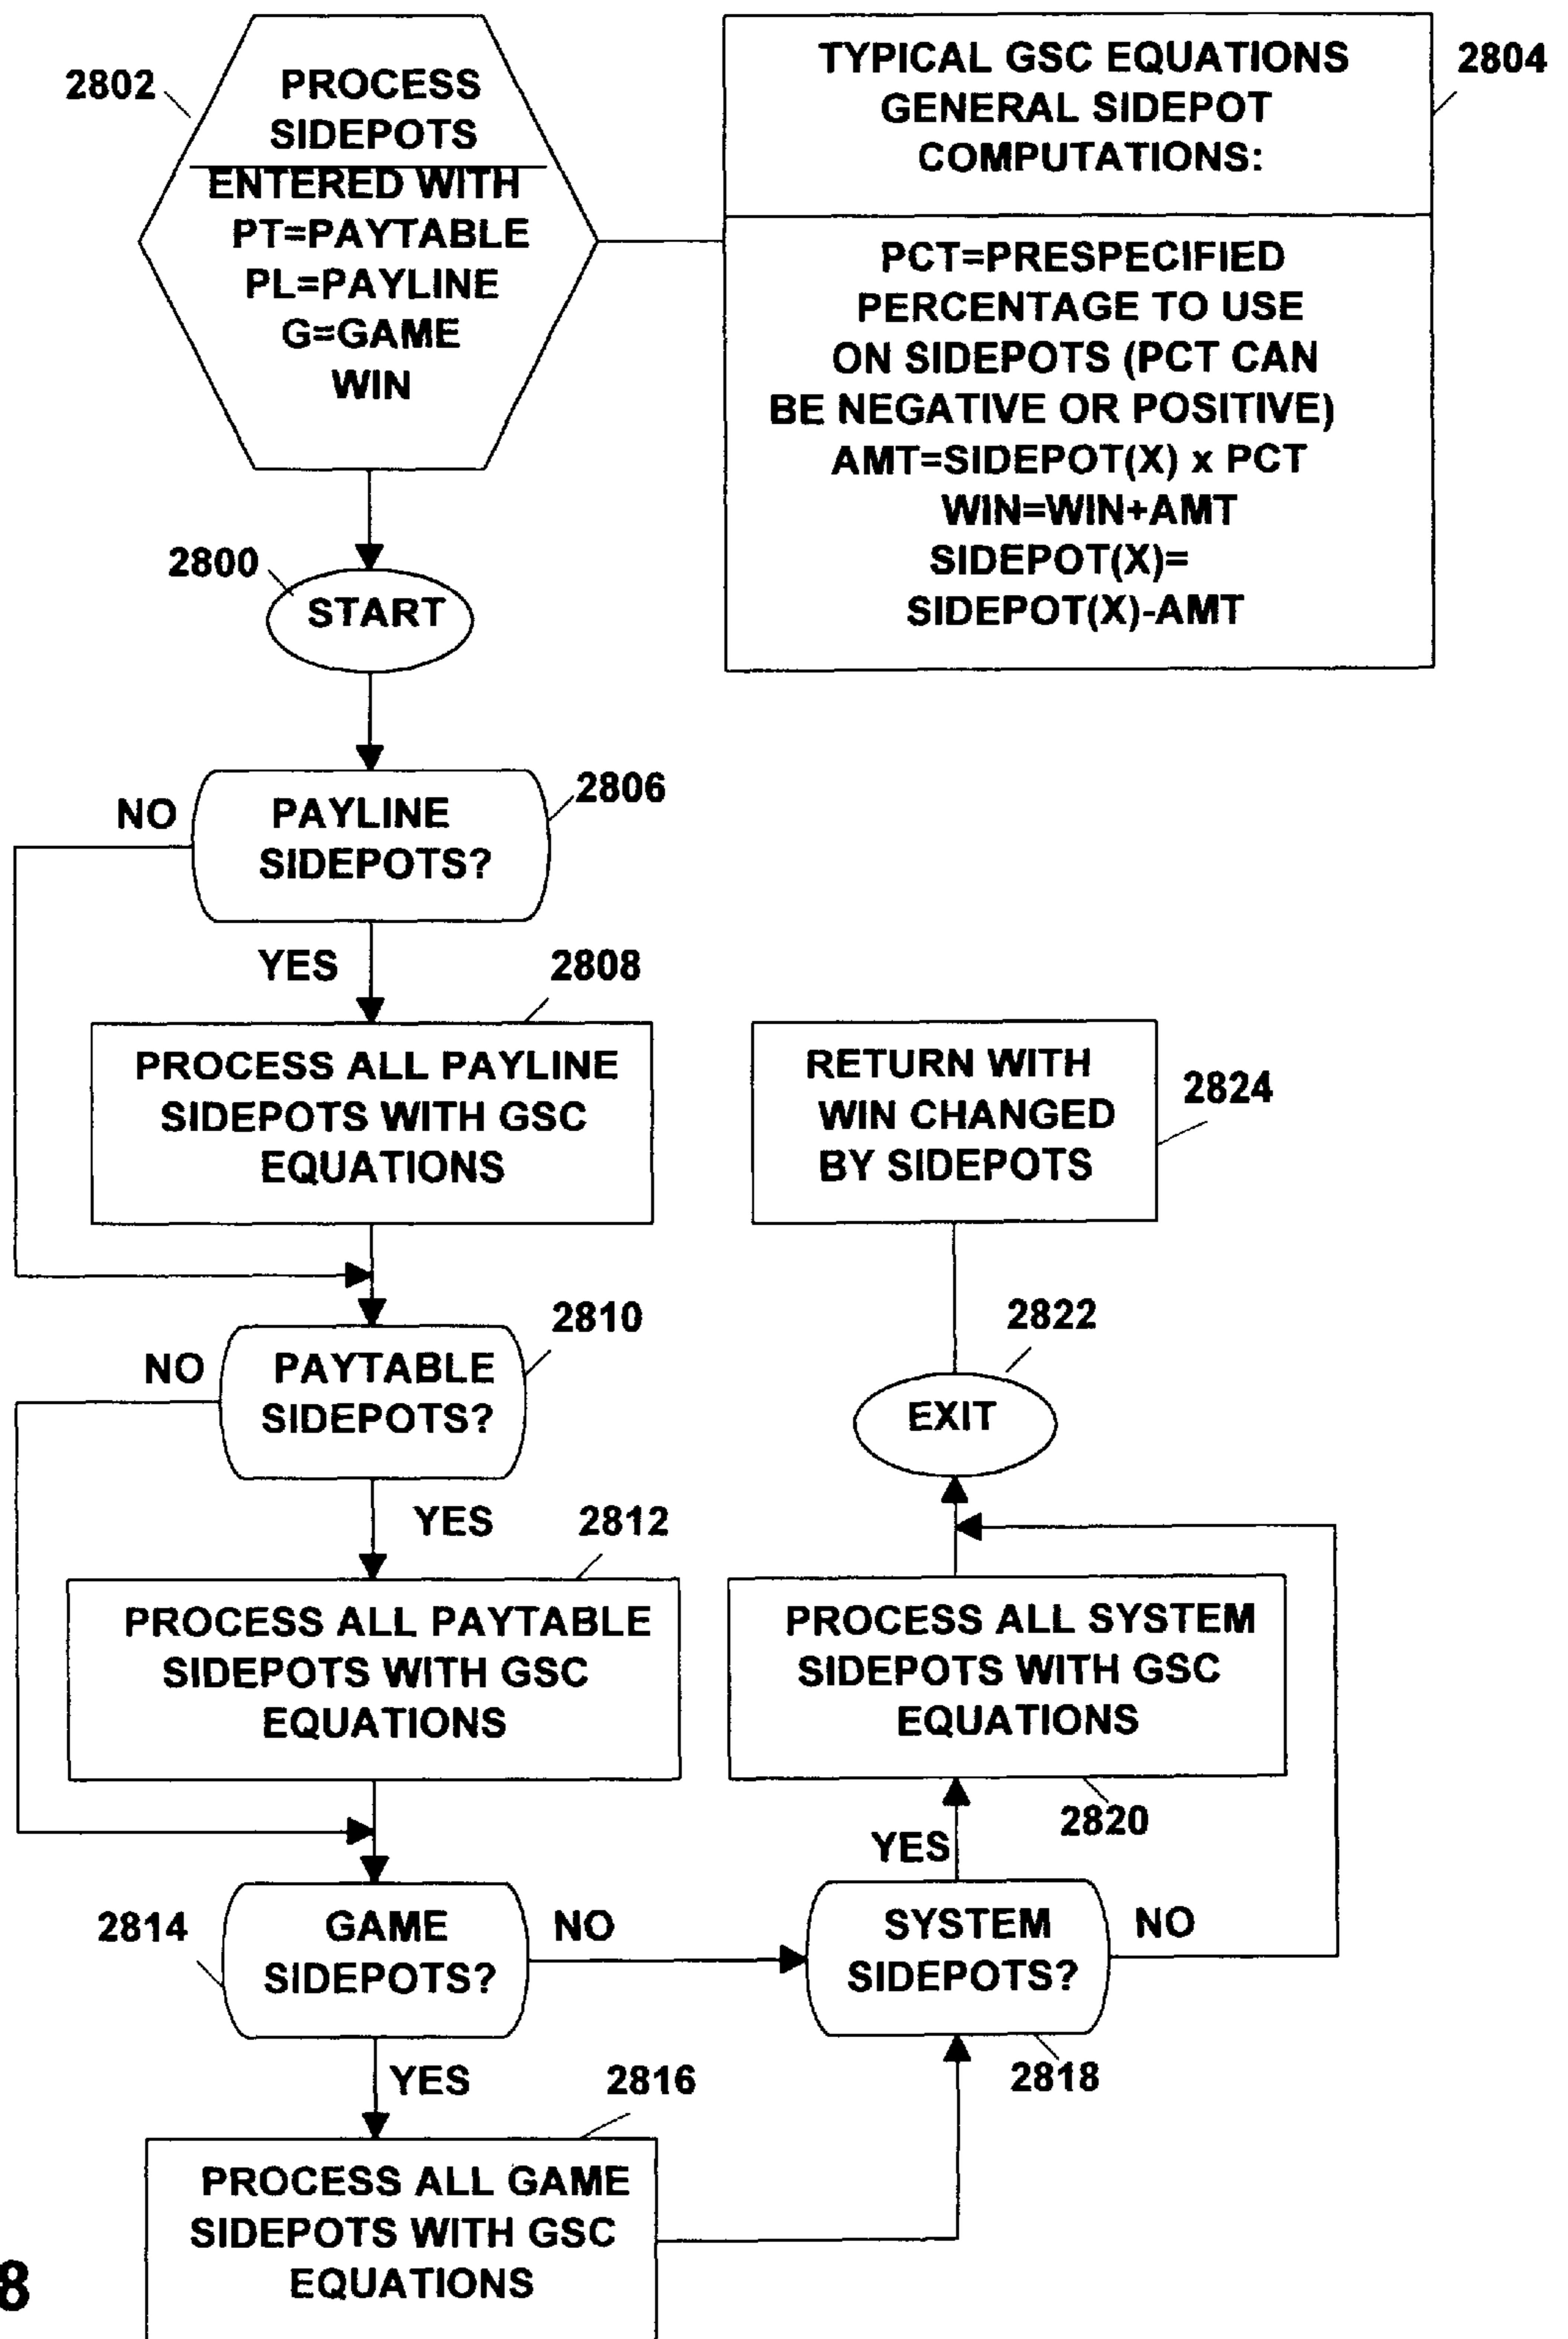 2802
PROCESS
SIDEPOTS
ENTERED WITH
PT=PAYTABLE
PL=PAYLINE
G=GAME
WIN
TYPICAL GSC EQUATIONS
GENERAL SIDEPOT
COMPUTATIONS:
2804
PCT=PRESPECIFIED
PERCENTAGE TO USE
ON SIDEPOTS (PCT CAN
BE NEGATIVE OR POSITIVE)
AMT=SIDEPOT(X) x PCT
WIN=WIN+AMT
SIDEPOT(X)=
SIDEPOT(X)-AMT
2800
START
NO
PAYLINE
SIDEPOTS?
2806
YES
2808
PROCESS ALL PAYLINE
SIDEPOTS WITH GSC
EQUATIONS
NO
PAYTABLE
SIDEPOTS?
2810
YES
2812
PROCESS ALL PAYTABLE
SIDEPOTS WITH GSC
EQUATIONS
2814
GAME
SIDEPOTS?
NO
YES
2816
PROCESS ALL GAME
SIDEPOTS WITH GSC
EQUATIONS
SYSTEM
SIDEPOTS?
NO
2818
YES
2820
PROCESS ALL SYSTEM
SIDEPOTS WITH GSC
EQUATIONS
EXIT
2822
RETURN WITH
WIN CHANGED
BY SIDEPOTS
2824
8